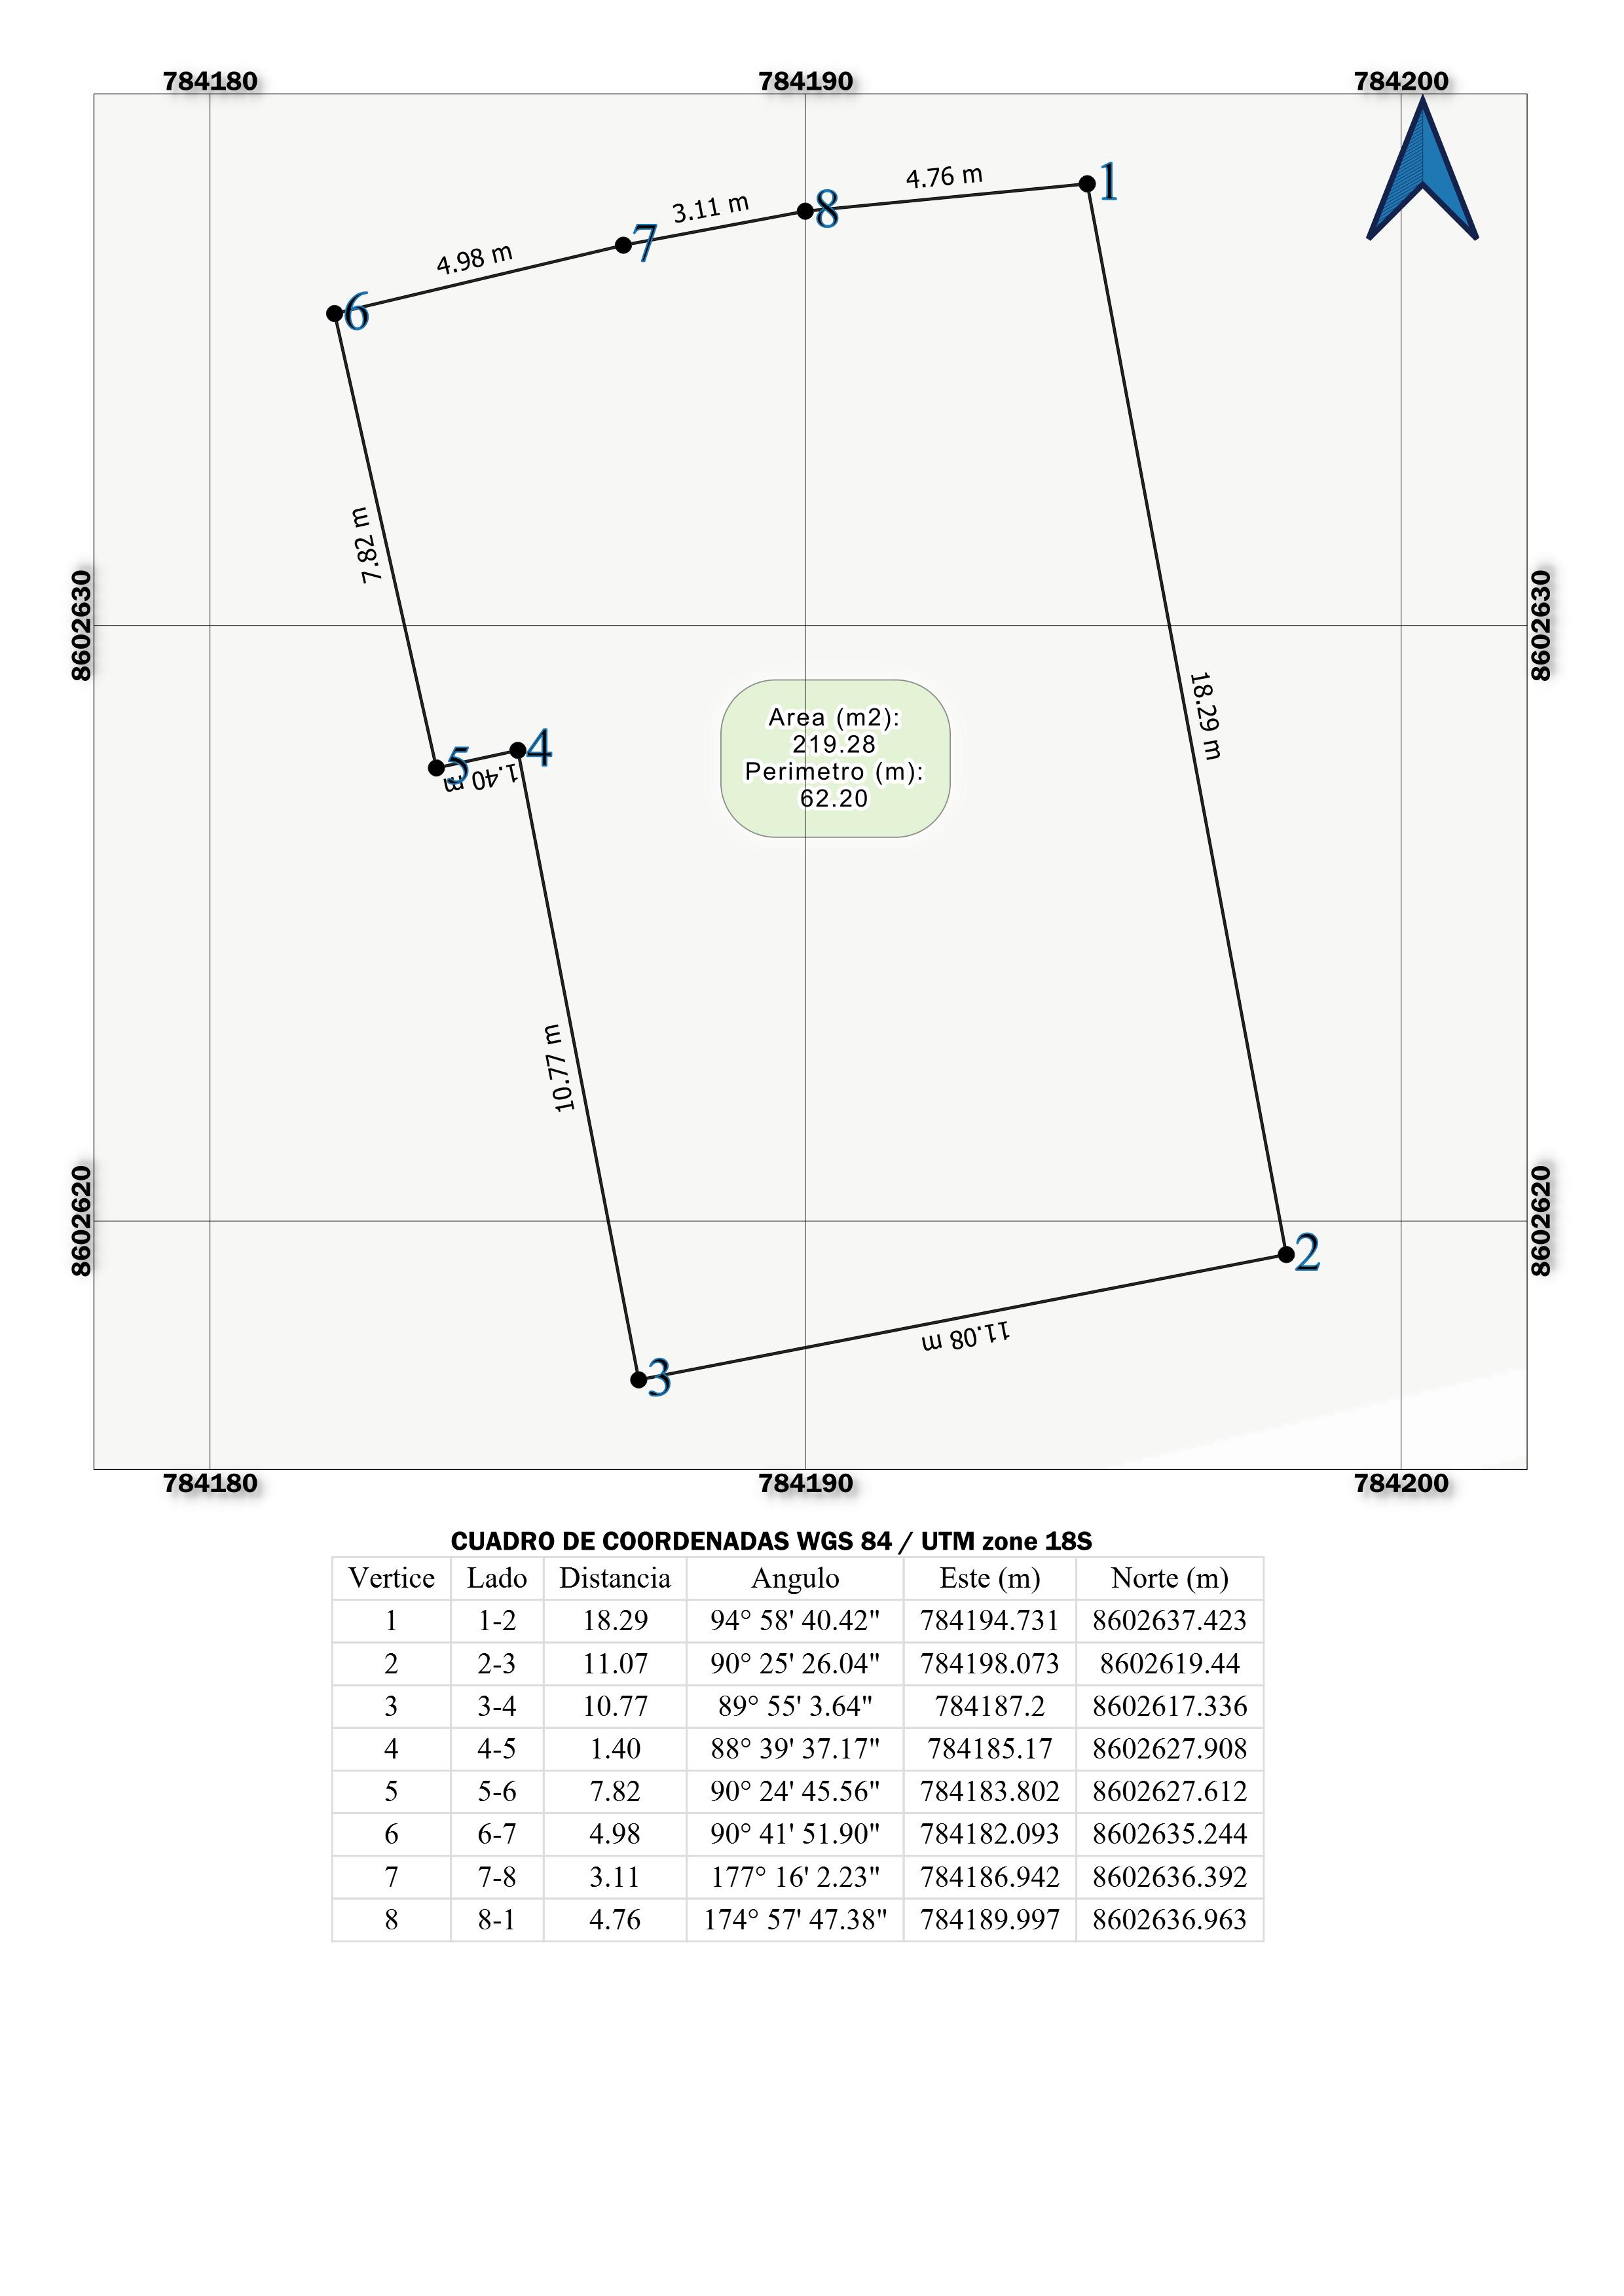 784180 784190 784200
4.76 m 1
3.11 m 8
4.98 m 7
6
7.82 m
8602630 8602630
18.29 m
Area (m2):
219.28
Perimetro (m):
62.20
5 4
1.40 m
10.77 m
8602620 8602620
2
11.08 m
3
784180 784190 784200
CUADRO DE COORDENADAS WGS 84 / UTM zone 18S
Vertice Lado Distancia Angulo Este (m) Norte (m)
1 1-2 18.29 94° 58' 40.42" 784194.731 8602637.423
2 2-3 11.07 90° 25' 26.04" 784198.073 8602619.44
3 3-4 10.77 89° 55' 3.64" 784187.2 8602617.336
4 4-5 1.40 88° 39' 37.17" 784185.17 8602627.908
5 5-6 7.82 90° 24' 45.56" 784183.802 8602627.612
6 6-7 4.98 90° 41' 51.90" 784182.093 8602635.244
7 7-8 3.11 177° 16' 2.23" 784186.942 8602636.392
8 8-1 4.76 174° 57' 47.38" 784189.997 8602636.963